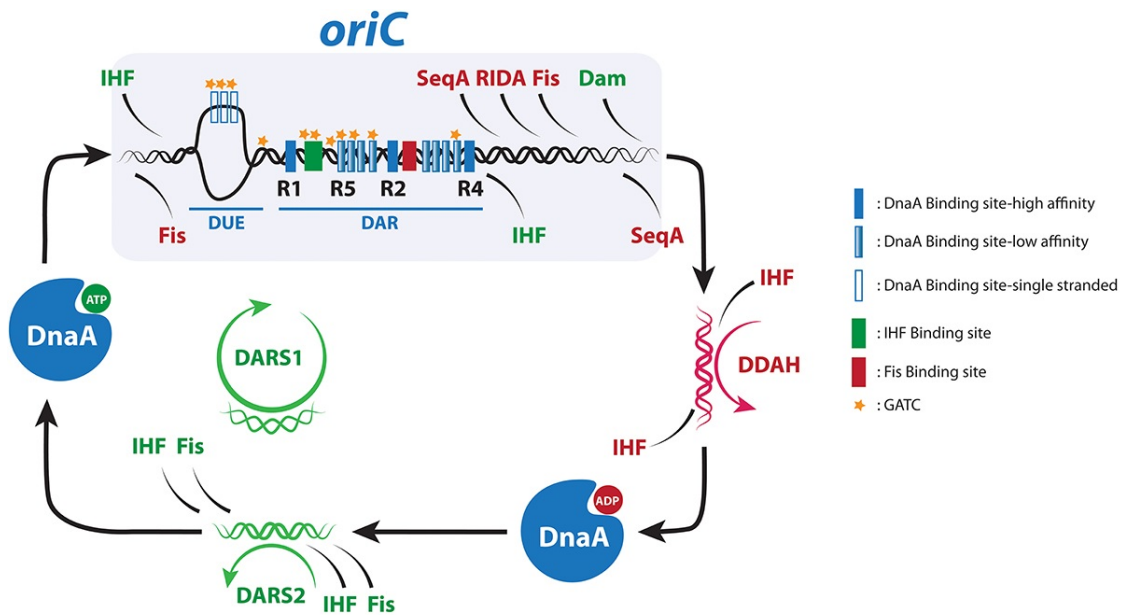 oriC
IHF
SeqA RIDA Fis
Dam
R1
R5
R2
R4
DUE
DAR
Fis
IHF
SeqA
: DnaA Binding site-high affinity
: DnaA Binding site-low affinity
: DnaA Binding site-single stranded
: IHF Binding site
: Fis Binding site
: GATC
ATP
DnaA
DARS1
IHF
DDAH
IHF
IHF Fis
ADP
DnaA
DARS2
IHF Fis